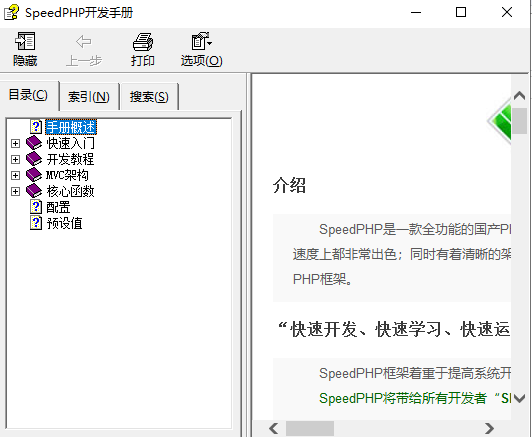 SpeedPHP开发手册
隐藏 上一步 打印 选项(O)
目录(C) 索引(N) 搜索(S)
手册概述
快速入门
开发教程
MVC架构
核心函数
配置
预设值
介绍
SpeedPHP是一款全功能的国产P
速度上都非常出色；同时有着清晰的架
PHP框架。
“快速开发、快速学习、快速运
SpeedPHP框架着重于提高系统开
SpeedPHP将带给所有开发者“S